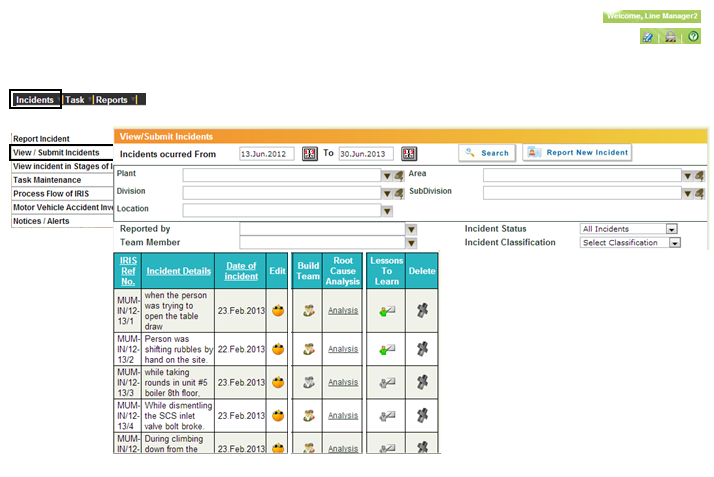 Welcome, Line Manager2
Incidents Task Reports
Report Incident
View / Submit Incidents
View incident in Stages of
Task Maintenance
Process Flow of IRIS
Motor Vehicle Accident Inv
Notices / Alerts
View/Submit Incidents
Incidents ocurred From 13.Jun.2012 To 30.Jun.2013 Search Report New Incident
Plant Area
Division SubDivision
Location
Reported by Incident Status All Incidents
Team Member Incident Classification Select Classification
IRIS Ref No. Incident Details Date of incident Edit Build Team Root Cause Analysis Lessons To Learn Delete
MUM-IN/12-13/1 when the person was trying to open the table draw 23.Feb.2013 Analysis
MUM-IN/12-13/2 Person was shifting rubbles by hand on the site. 22.Feb.2013 Analysis
MUM-IN/12-13/3 while taking rounds in unit #5 boiler 8th floor, 23.Feb.2013 Analysis
MUM-IN/12-13/4 While dismentling the SCS inlet valve bolt broke. 23.Feb.2013 Analysis
MUM-IN/12- During climbing down from the 23.Feb.2013 Analysis